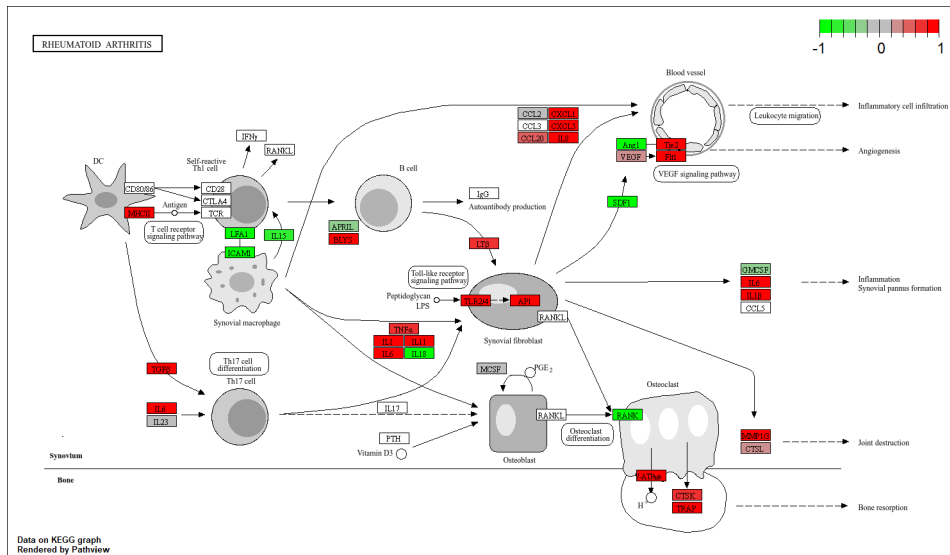 RHEUMATOID ARTHRITIS
-1 0 1
Blood vessel
CCL2 CXCL1
CCL3 CXCL5
CCL20 IL8
Inflammatory cell infiltration
Leukocyte migration
IFNγ
RANKL
Ang1 Tie2
VEGF Flt1
Angiogenesis
VEGF signaling pathway
DC
Self-reactive
Th1 cell
B cell
CD80/86 CD28
CTLA4
Antigen
MHCII TCR
T cell receptor
signaling pathway
IgG
Autoantibody production
SDF1
LFA1
IL15
ICAM1
APRIL
BLYS
LTβ
Toll-like receptor
signaling pathway
GMCSF
IL6
IL1β
CCL5
Inflammation
Synovial pannus formation
Peptidoglycan
LPS
TLR2/4 AP1
RANKL
Synovial macrophage
Synovial fibroblast
TNFα
IL1 IL11
IL6 IL18
TGFβ
Th17 cell
differentiation
Th17 cell
MCSF
PGE2
Osteoclast
IL6
IL23
IL17
RANKL
RANK
Osteoclast
differentiation
PTH
Vitamin D3
Osteoblast
CTSL
Joint destruction
Synovium
Bone
H
CTSK
TRAP
Bone resorption
Data on KEGG graph
Rendered by Pathview